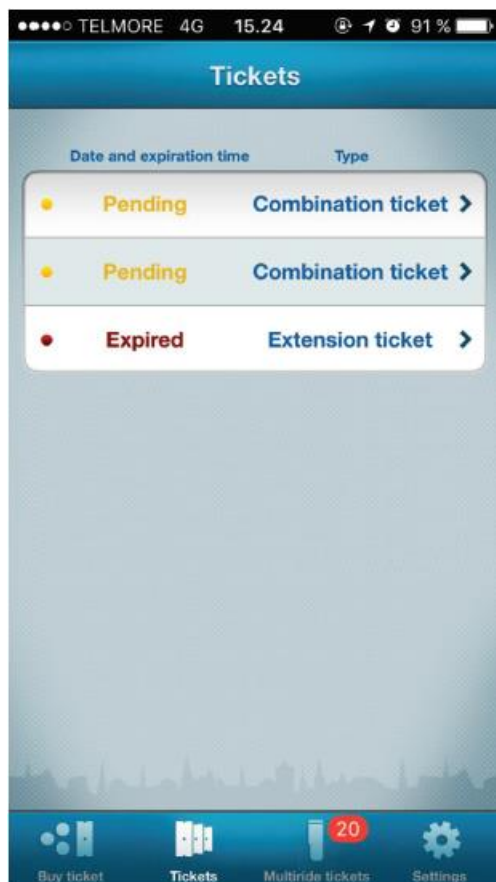 TELMORE 4G 15.24 91 %
Tickets
Date and expiration time Type
Pending Combination ticket
Pending Combination ticket
Expired Extension ticket
20
Buy ticket Tickets Multiride tickets Settings